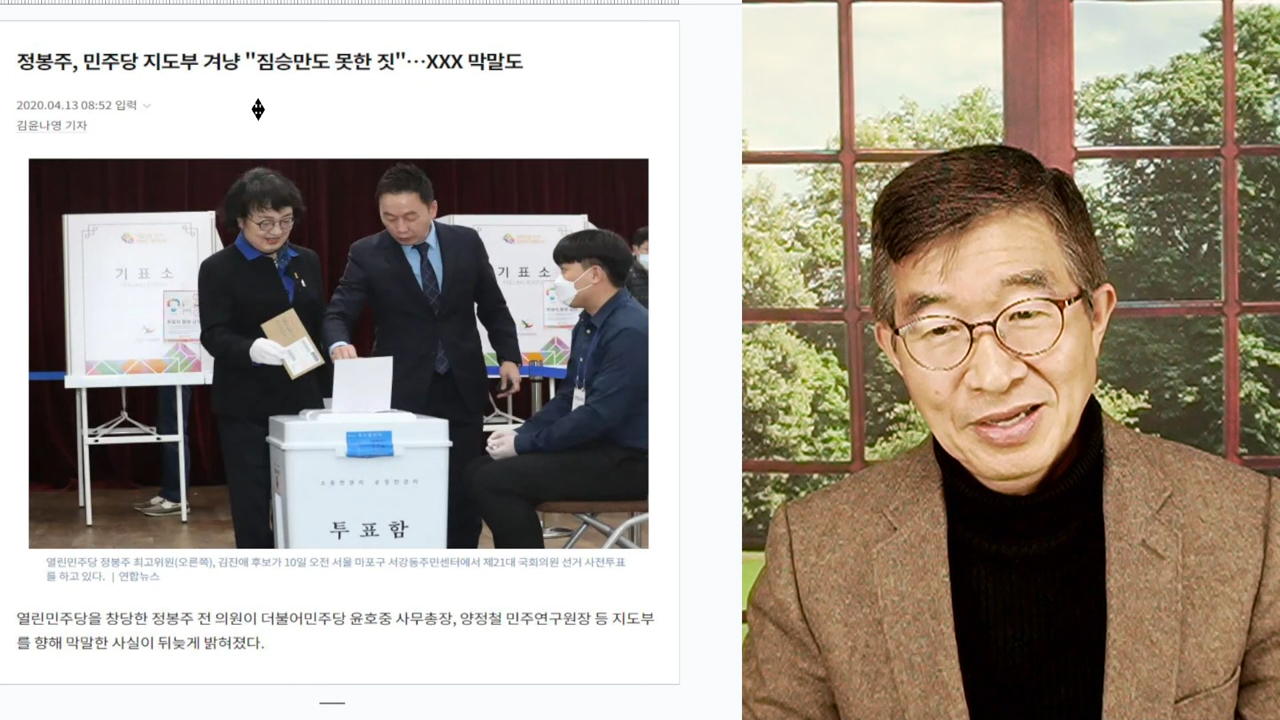 정봉주, 민주당 지도부 겨냥 "짐승만도 못한 짓"…XXX 막말도
2020.04.13 08:52 입력
김윤나영 기자
기표소
기표소
투표함
열린민주당 정봉주 최고위원(오른쪽), 김진애 후보가 10일 오전 서울 마포구 서강동주민센터에서 제21대 국회의원 선거 사전투표
를 하고 있다. | 연합뉴스
열린민주당을 창당한 정봉주 전 의원이 더불어민주당 윤호중 사무총장, 양정철 민주연구원장 등 지도부
를 향해 막말한 사실이 뒤늦게 밝혀졌다.